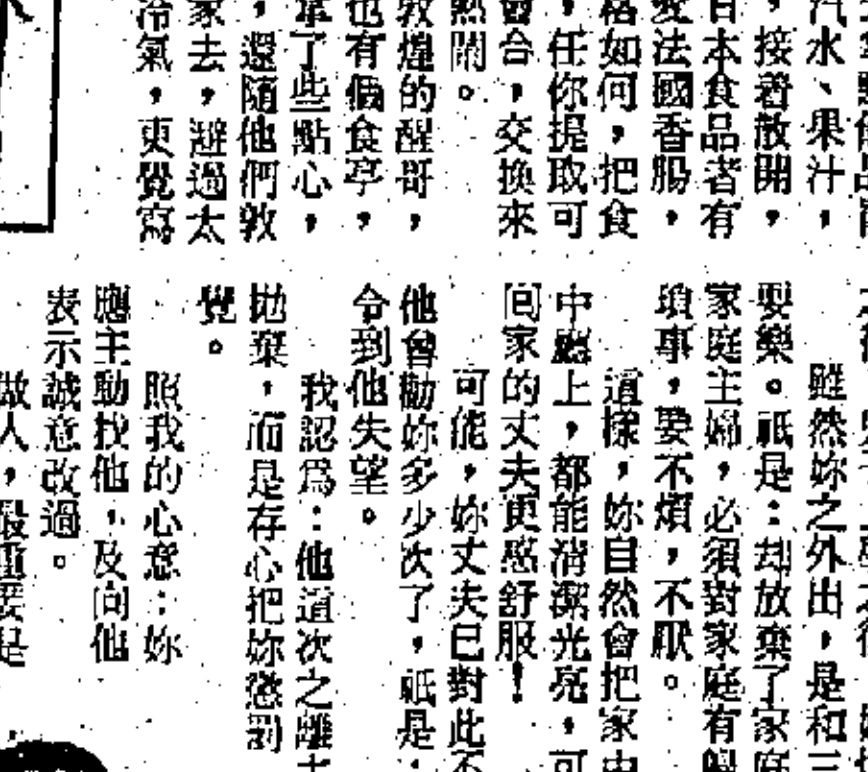 汽水、果汁，
，接着散開，
日本食品者有
愛法國香腸，
格如何，把食
，任你提取可
會合，交換來
熱鬧。
敦煌的醒哥，
也有個食亭，
拿了些點心，
，還隨他們敦
家去，避過太
冷氣，更覺寫
雖然妳之外出，是和三
耍樂。祇是：却放棄了家庭
家庭主婦，必須對家庭有
瑣事，要不煩，不厭。
這樣，妳自然會把家中
中廳上，都能清潔光亮，可
回家的丈夫更感舒服！
可能，妳丈夫已對此不
他曾勸妳多少次了，祇是：
令到他失望。
我認爲：他這次之離去
拋棄，而是存心把妳懲罰
覺。
照我的心意：妳
應主動找他，及向他
表示誠意改過。
做人，最重要是